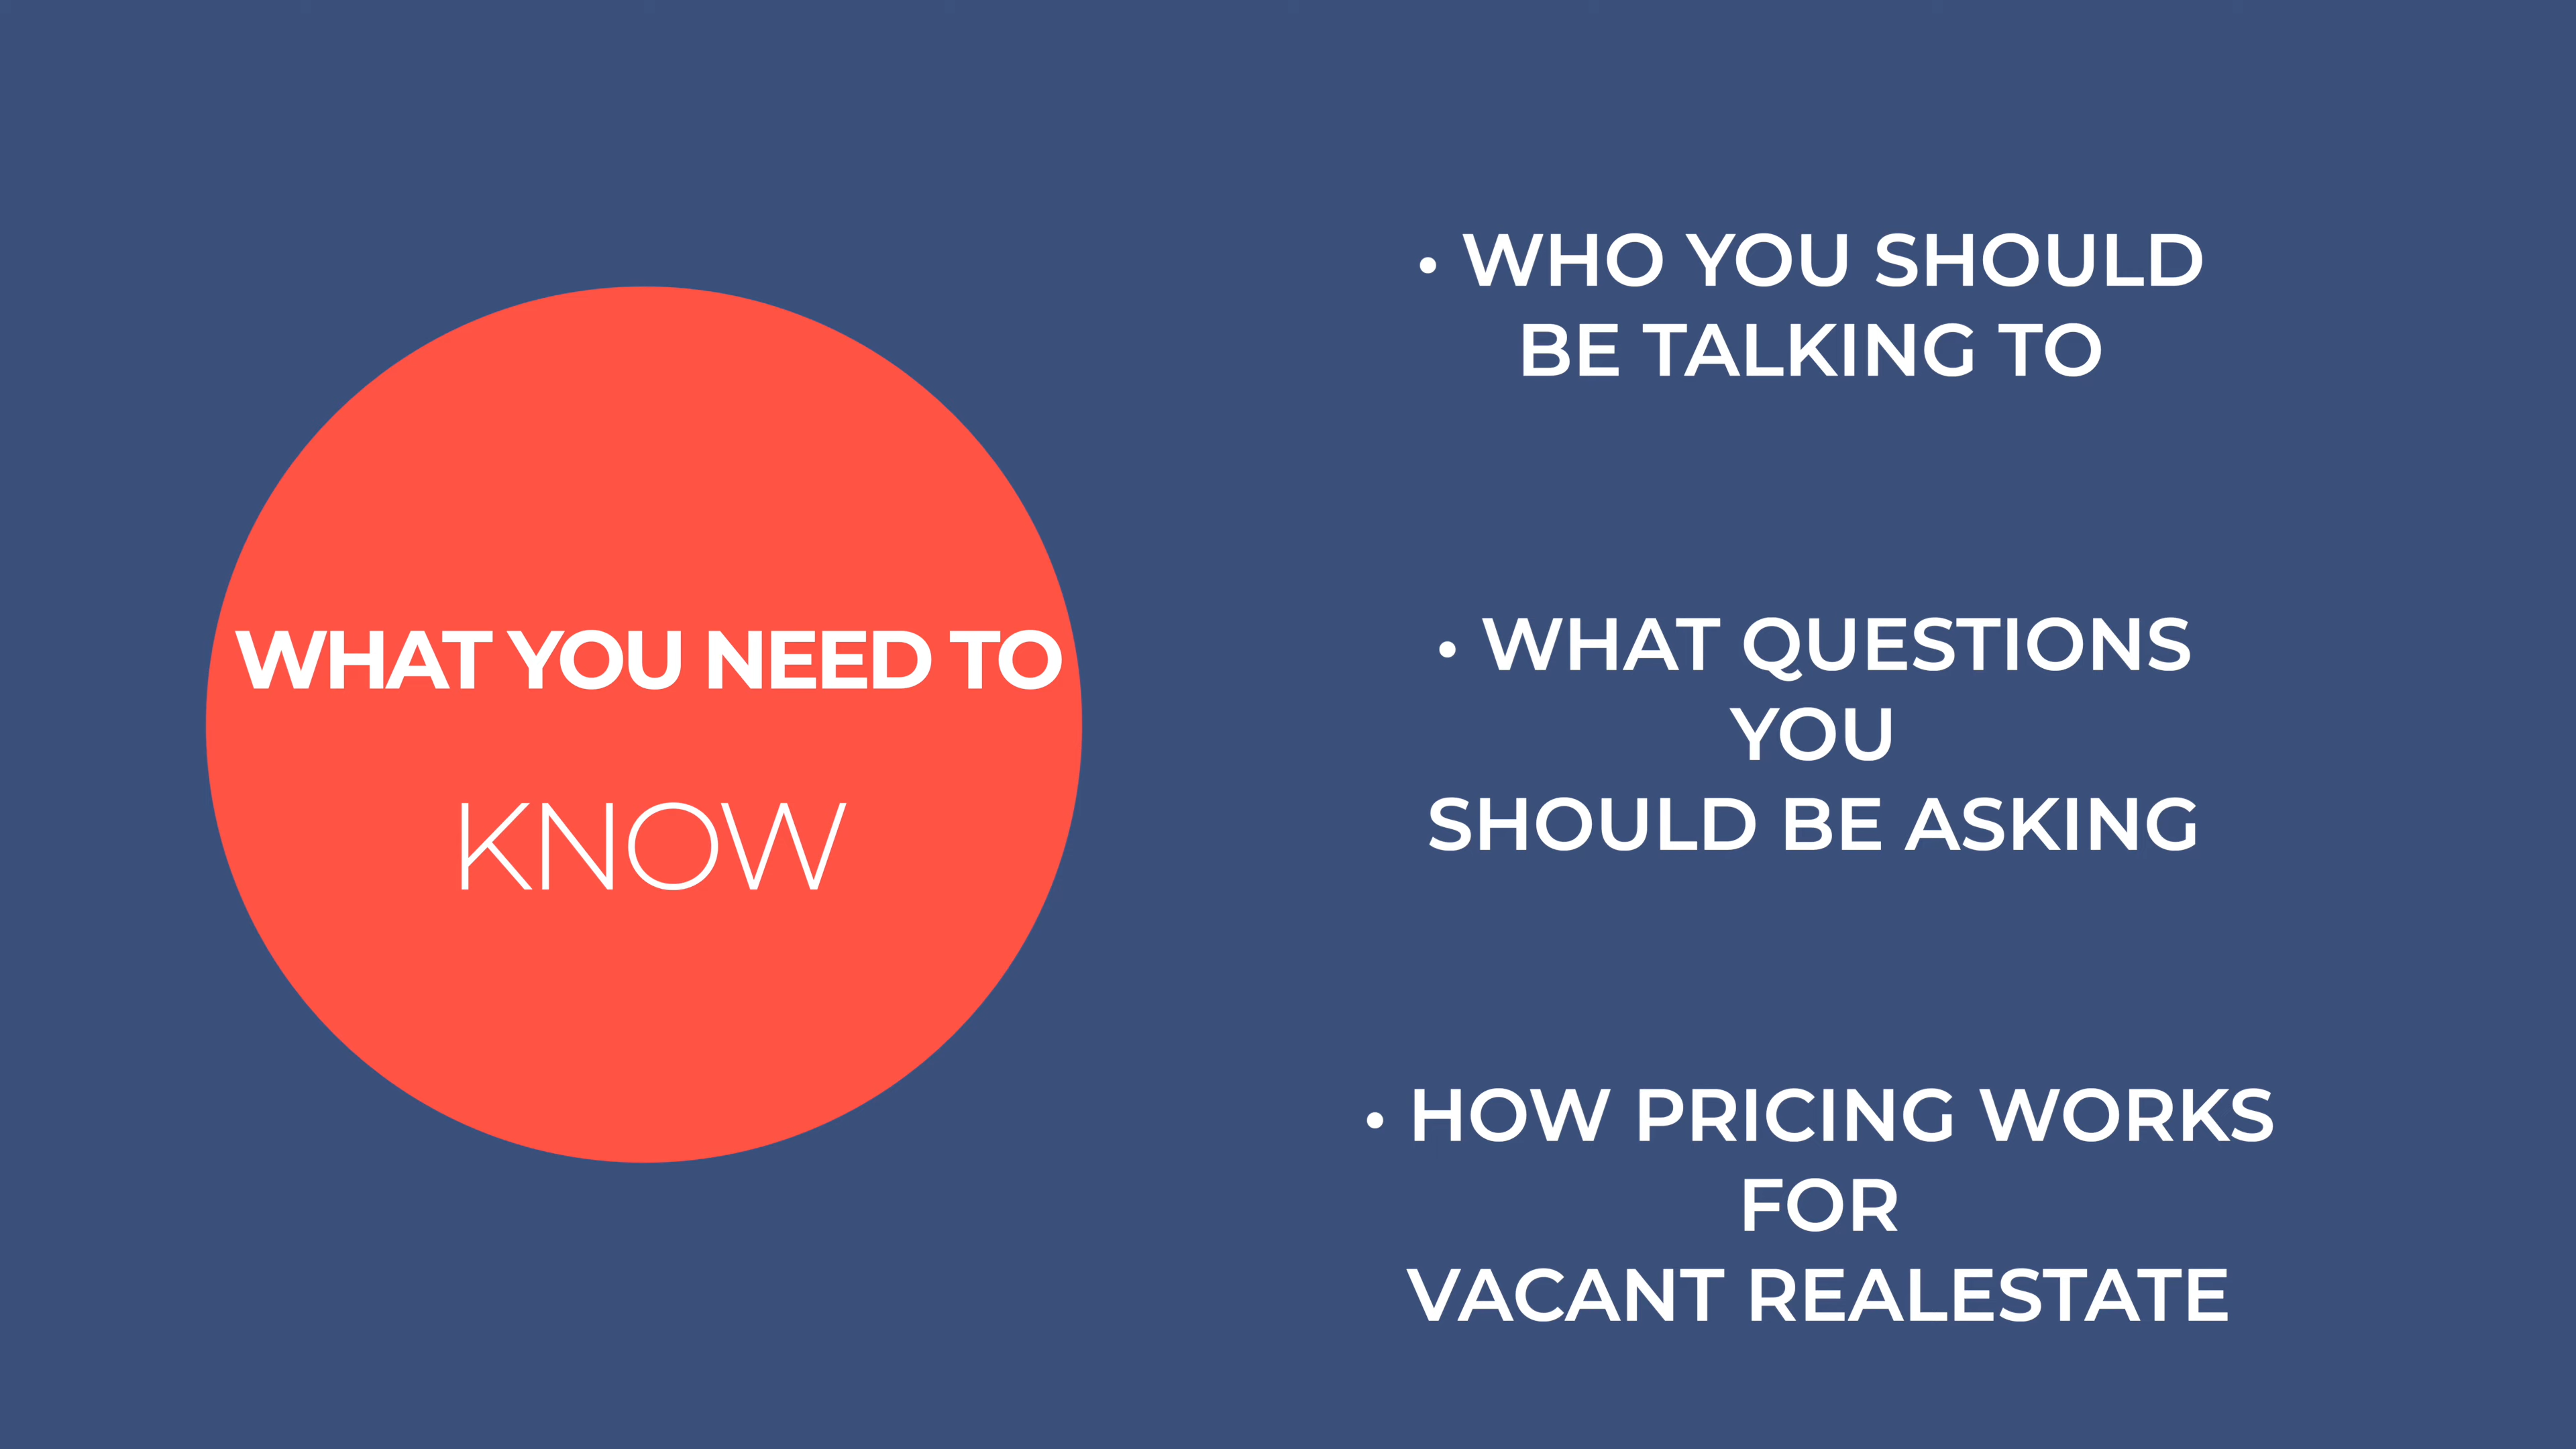 WHAT YOU NEED TO
KNOW
• WHO YOU SHOULD
BE TALKING TO
• WHAT QUESTIONS
YOU
SHOULD BE ASKING
• HOW PRICING WORKS
FOR
VACANT REALESTATE